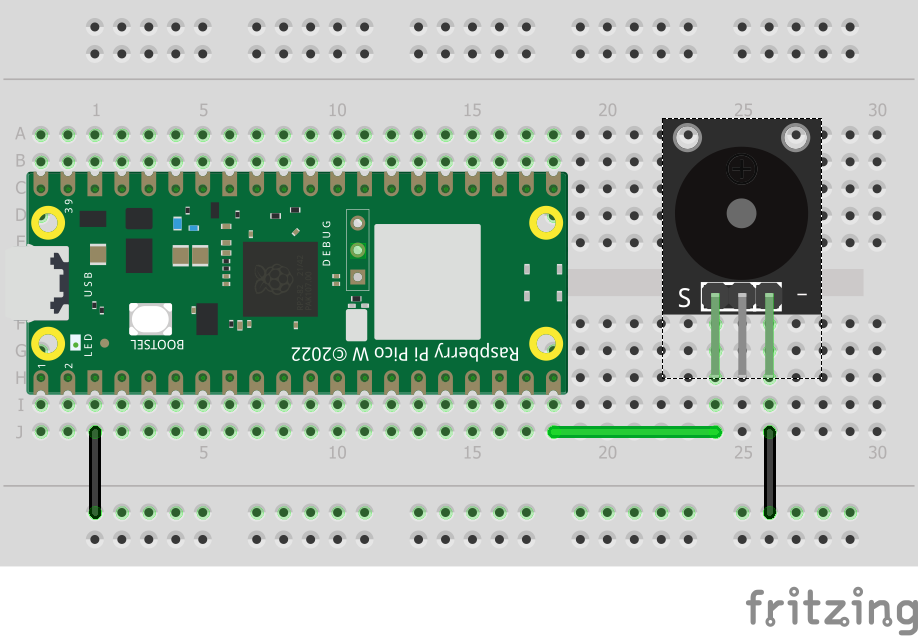 1 5 10 15 20 25 30
A
B
C
D
39
DEBUG
USB
S −
F
G
LED
BOOTSEL
Raspberry Pi Pico W ©2022
1 2
H
I
J
5 10 15 20 25 30
fritzing